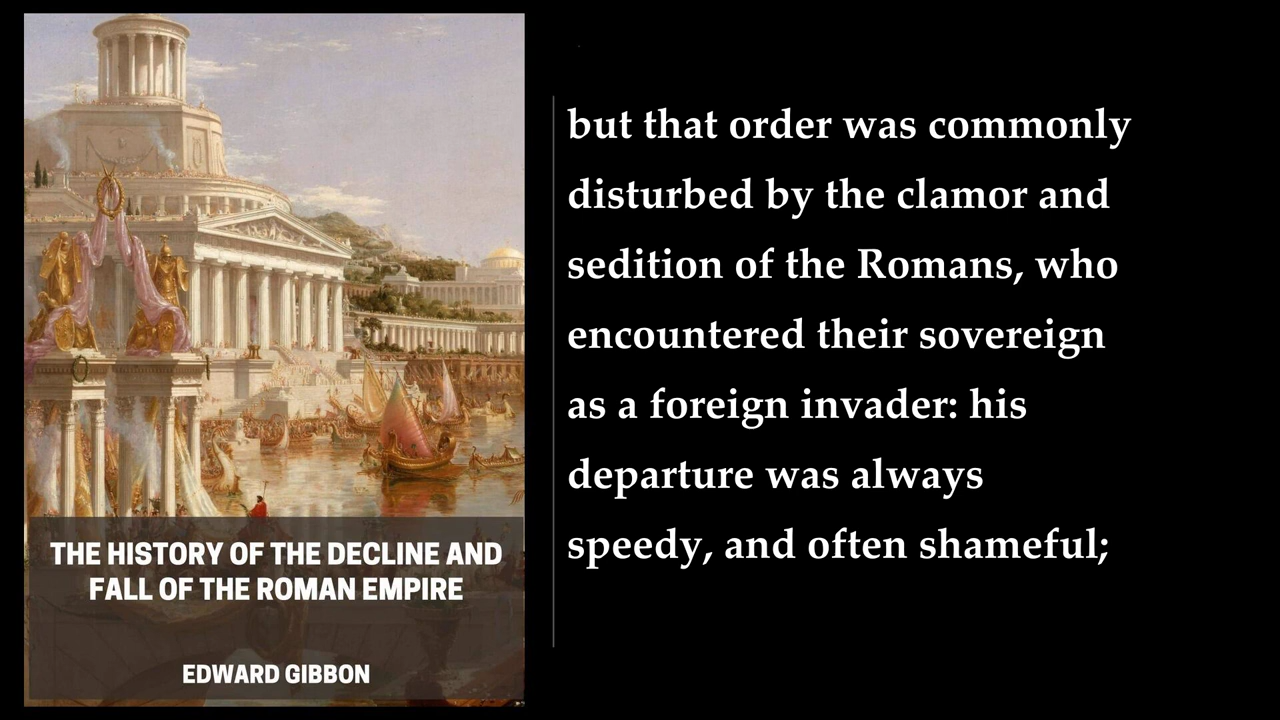 THE HISTORY OF THE DECLINE AND
FALL OF THE ROMAN EMPIRE
EDWARD GIBBON
but that order was commonly
disturbed by the clamor and
sedition of the Romans, who
encountered their sovereign
as a foreign invader: his
departure was always
speedy, and often shameful;